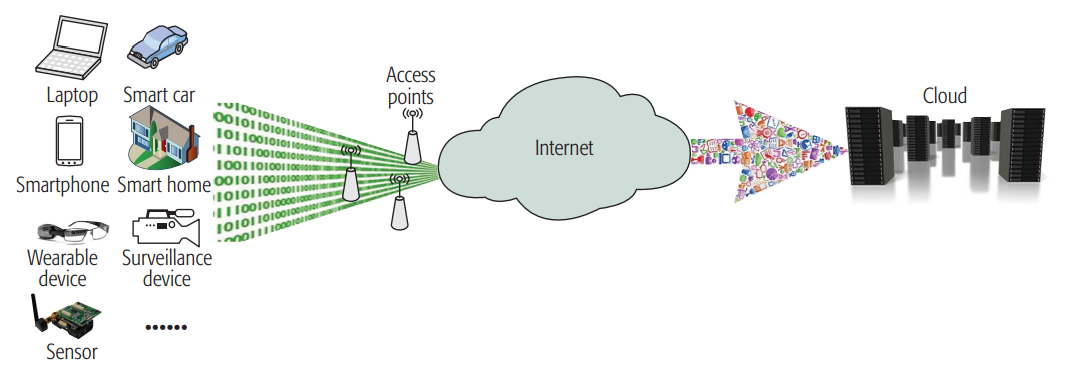 Laptop
Smart car
Smartphone
Smart home
Wearable
device
Surveillance
device
Sensor
......
Access
points
Internet
Cloud